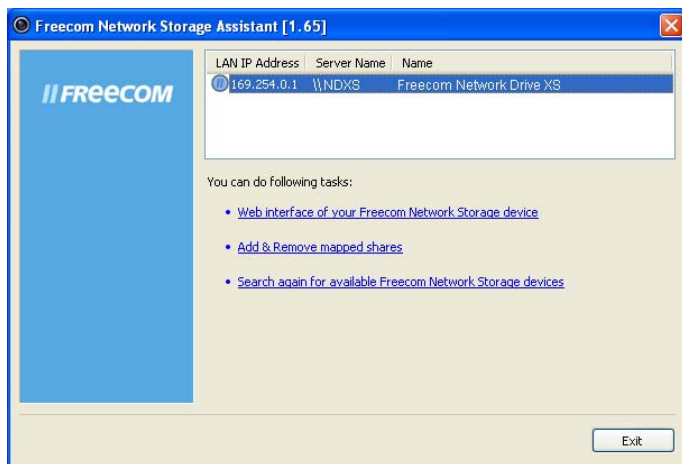 Freecom Network Storage Assistant [1.65]
FREECOM
LAN IP Address Server Name Name
169.254.0.1 \\NDXS Freecom Network Drive XS
You can do following tasks:
• Web interface of your Freecom Network Storage device
• Add & Remove mapped shares
• Search again for available Freecom Network Storage devices
Exit